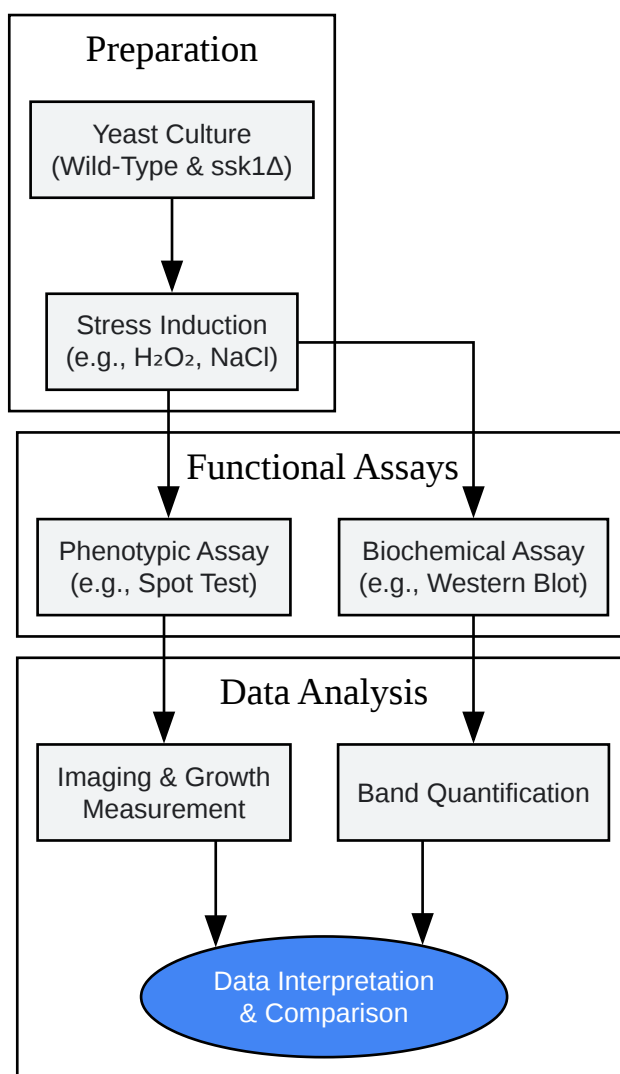 Preparation
Yeast Culture
(Wild-Type & ssk1Δ)
Stress Induction
(e.g., H₂O₂, NaCl)
Functional Assays
Phenotypic Assay
(e.g., Spot Test)
Biochemical Assay
(e.g., Western Blot)
Data Analysis
Imaging & Growth
Measurement
Band Quantification
Data Interpretation
& Comparison